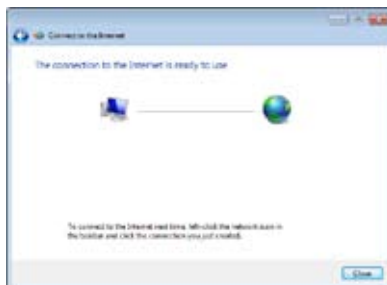 Connect to the Internet
The connection to the Internet is ready to use
To connect to the Internet next time, left-click the network icon in
the taskbar and click the connection you just created.
Close